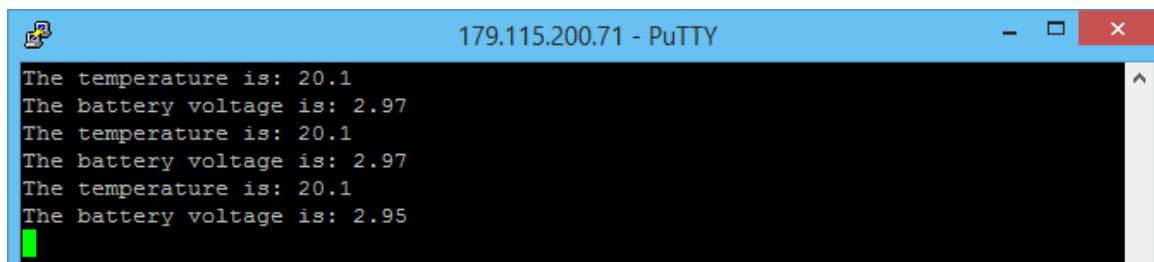 179.115.200.71 - PuTTY
The temperature is: 20.1
The battery voltage is: 2.97
The temperature is: 20.1
The battery voltage is: 2.97
The temperature is: 20.1
The battery voltage is: 2.95